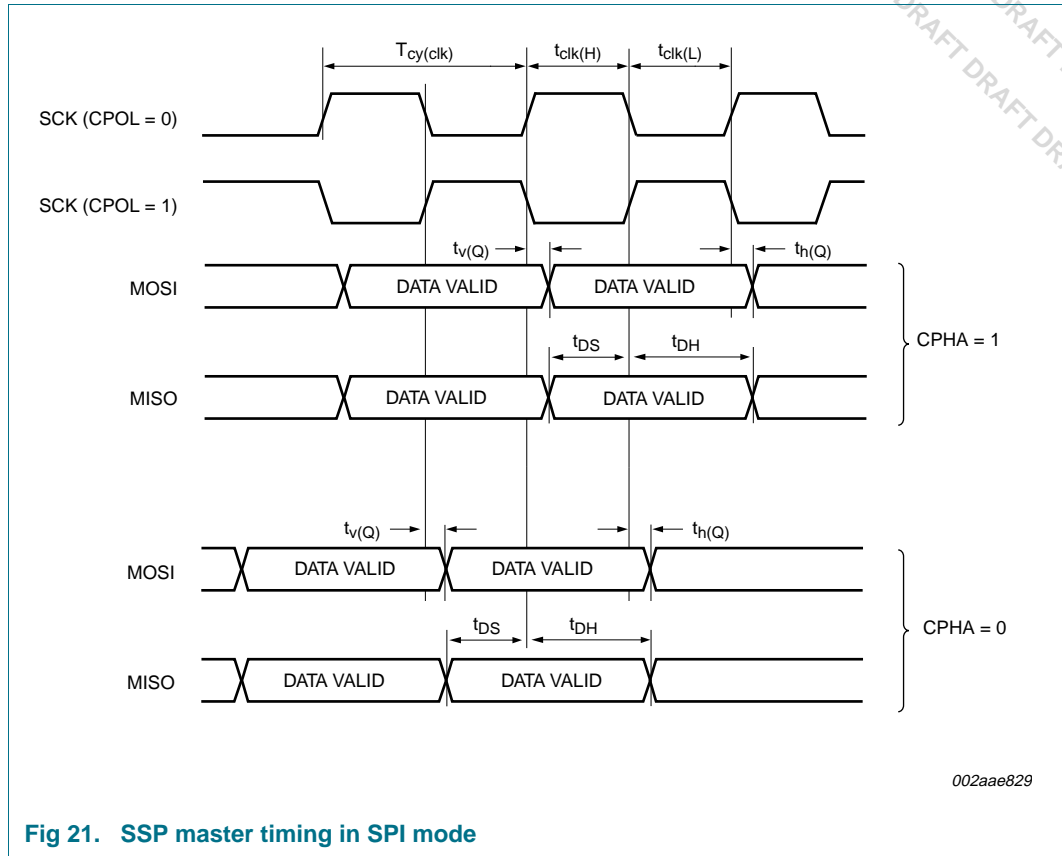 DRAFT DRAFT DRA
DRAFT D
Tcy(clk) tclk(H) tclk(L)
SCK (CPOL = 0)
SCK (CPOL = 1)
tv(Q) th(Q)
MOSI DATA VALID DATA VALID
tDS tDH
CPHA = 1
MISO DATA VALID DATA VALID
tv(Q) th(Q)
MOSI DATA VALID DATA VALID
tDS tDH
CPHA = 0
MISO DATA VALID DATA VALID
002aae829
Fig 21. SSP master timing in SPI mode